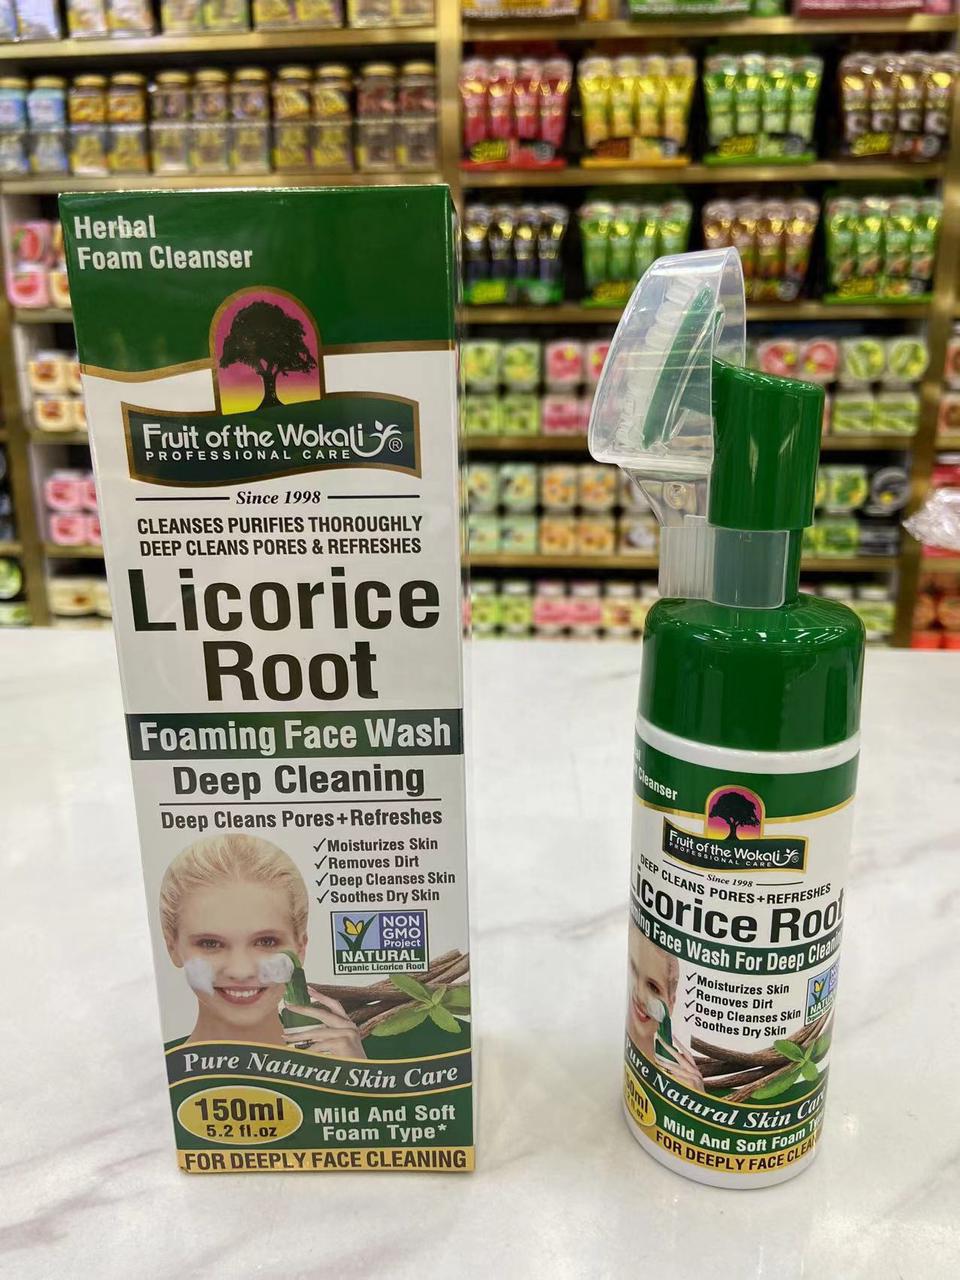 Herbal
Foam Cleanser
Fruit of the Wokali ®
PROFESSIONAL CARE
Since 1998
CLEANSES PURIFIES THOROUGHLY
DEEP CLEANS PORES & REFRESHES
Licorice
Root
Foaming Face Wash
Deep Cleaning
Deep Cleans Pores+Refreshes
✓Moisturizes Skin
✓Removes Dirt
✓Deep Cleanses Skin
✓Soothes Dry Skin
NON
GMO
Project
NATURAL
Organic Licorice Root
Pure Natural Skin Care
150ml
5.2 fl.oz
Mild And Soft
Foam Type*
FOR DEEPLY FACE CLEANING
Cleanser
Fruit of the Wokali ®
PROFESSIONAL CARE
Since 1998
DEEP CLEANS PORES+REFRESHES
icorice Root
Face Wash For Deep Cleani
✓Moisturizes Skin
✓Removes Dirt
✓Deep Cleanses Skin
✓Soothes Dry Skin
Pure Natural Skin Car
Mild And Soft Foam Typ
FOR DEEPLY FACE CLEAN